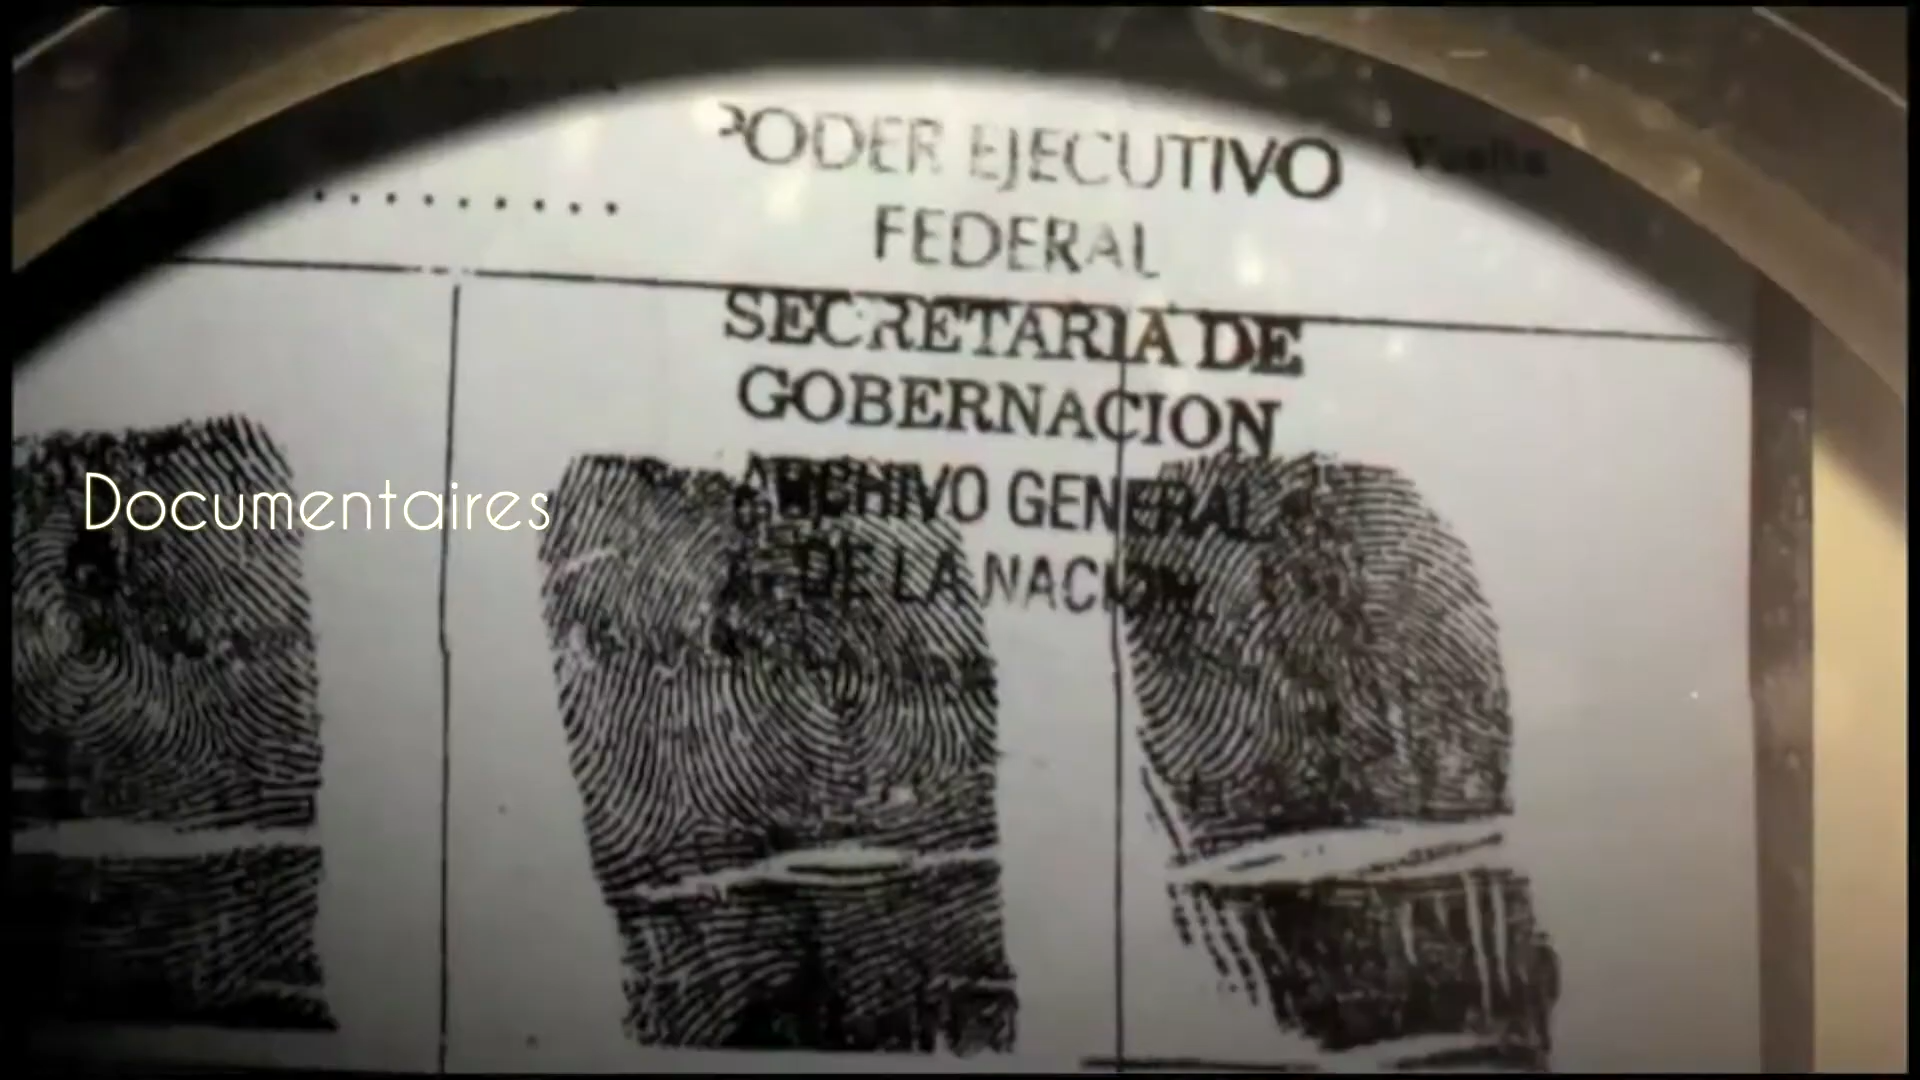 PODER EJECUTIVO
FEDERAL
SECRETARIA DE
GOBERNACION
ARCHIVO GENERAL
DE LA NACION
Documentaires